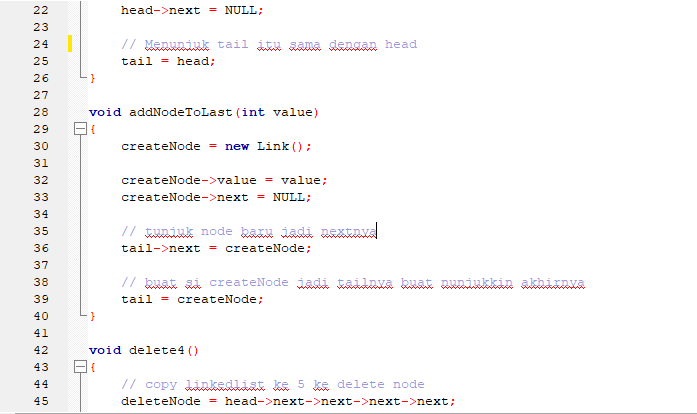 22 head->next = NULL;
23
24 // Menunjuk tail itu sama dengan head
25 tail = head;
26 }
27
28 void addNodeToLast(int value)
29 {
30 createNode = new Link();
31
32 createNode->value = value;
33 createNode->next = NULL;
34
35 // tunjuk node baru jadi nextnya
36 tail->next = createNode;
37
38 // buat si createNode jadi tailnya buat nunjukkin akhirnya
39 tail = createNode;
40 }
41
42 void delete4()
43 {
44 // copy linkedlist ke 5 ke delete node
45 deleteNode = head->next->next->next->next;